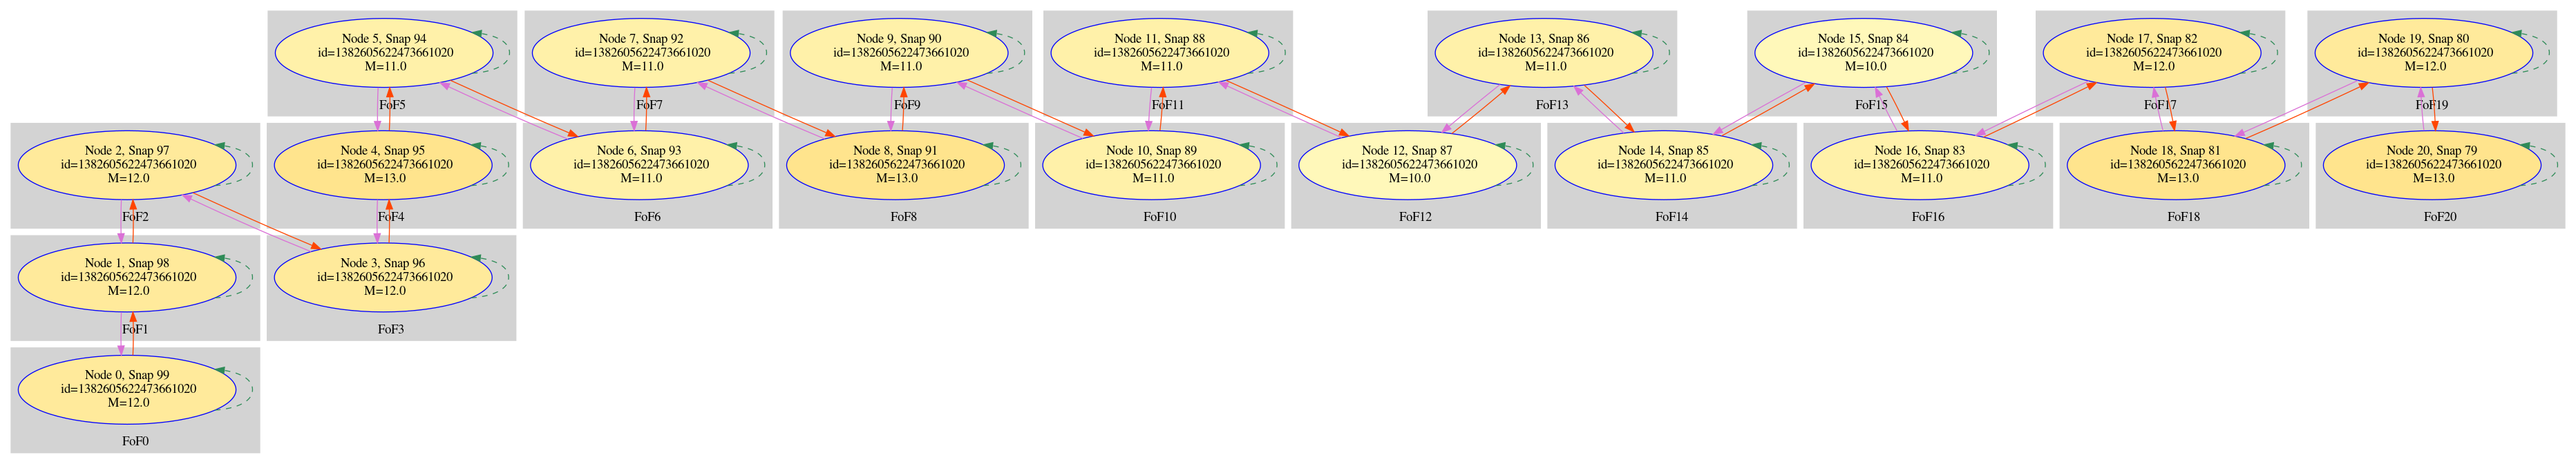 Node 5, Snap 94
id=1382605622473661020
M=11.0
FoF5
Node 7, Snap 92
id=1382605622473661020
M=11.0
FoF7
Node 9, Snap 90
id=1382605622473661020
M=11.0
FoF9
Node 11, Snap 88
id=1382605622473661020
M=11.0
FoF11
Node 13, Snap 86
id=1382605622473661020
M=11.0
FoF13
Node 15, Snap 84
id=1382605622473661020
M=10.0
FoF15
Node 17, Snap 82
id=1382605622473661020
M=12.0
FoF17
Node 19, Snap 80
id=1382605622473661020
M=12.0
FoF19
Node 2, Snap 97
id=1382605622473661020
M=12.0
FoF2
Node 4, Snap 95
id=1382605622473661020
M=13.0
FoF4
Node 6, Snap 93
id=1382605622473661020
M=11.0
FoF6
Node 8, Snap 91
id=1382605622473661020
M=13.0
FoF8
Node 10, Snap 89
id=1382605622473661020
M=11.0
FoF10
Node 12, Snap 87
id=1382605622473661020
M=10.0
FoF12
Node 14, Snap 85
id=1382605622473661020
M=11.0
FoF14
Node 16, Snap 83
id=1382605622473661020
M=11.0
FoF16
Node 18, Snap 81
id=1382605622473661020
M=13.0
FoF18
Node 20, Snap 79
id=1382605622473661020
M=13.0
FoF20
Node 1, Snap 98
id=1382605622473661020
M=12.0
FoF1
Node 3, Snap 96
id=1382605622473661020
M=12.0
FoF3
Node 0, Snap 99
id=1382605622473661020
M=12.0
FoF0